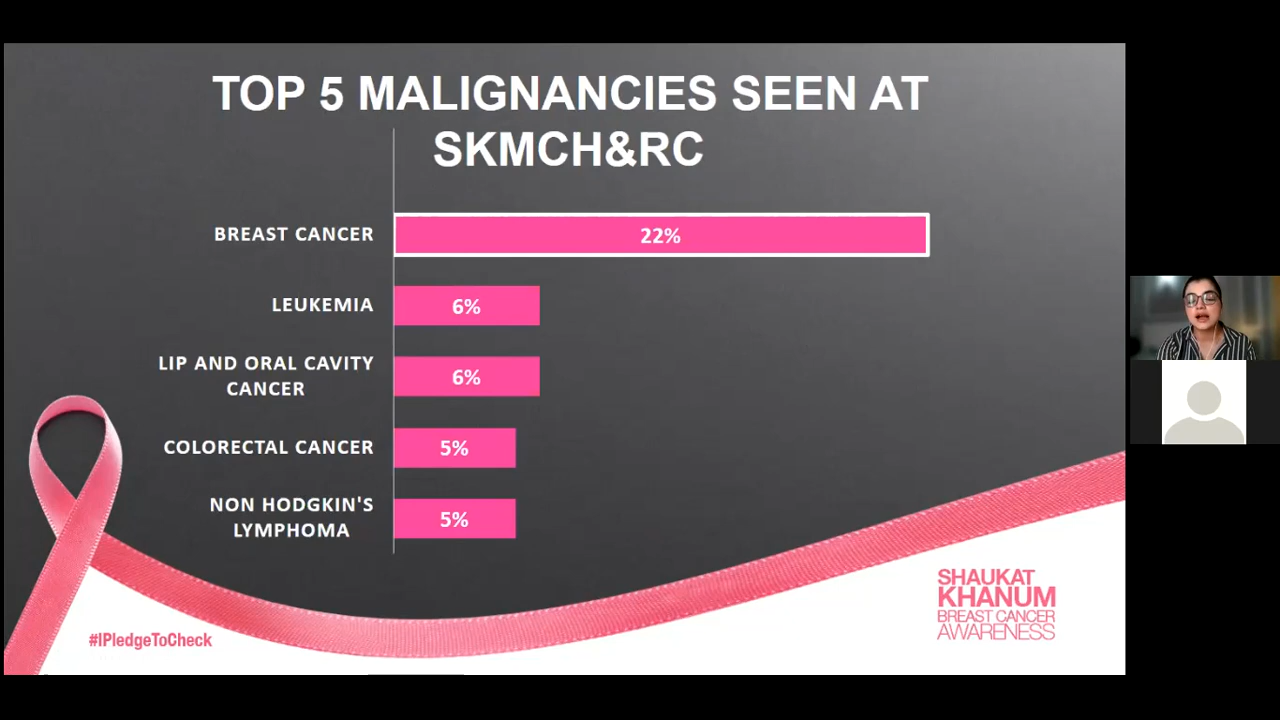 TOP 5 MALIGNANCIES SEEN AT
SKMCH&RC
BREAST CANCER
22%
LEUKEMIA
6%
LIP AND ORAL CAVITY
CANCER
6%
COLORECTAL CANCER
5%
NON HODGKIN'S
LYMPHOMA
5%
#IPledgeToCheck
SHAUKAT
KHANUM
BREAST CANCER
AWARENESS